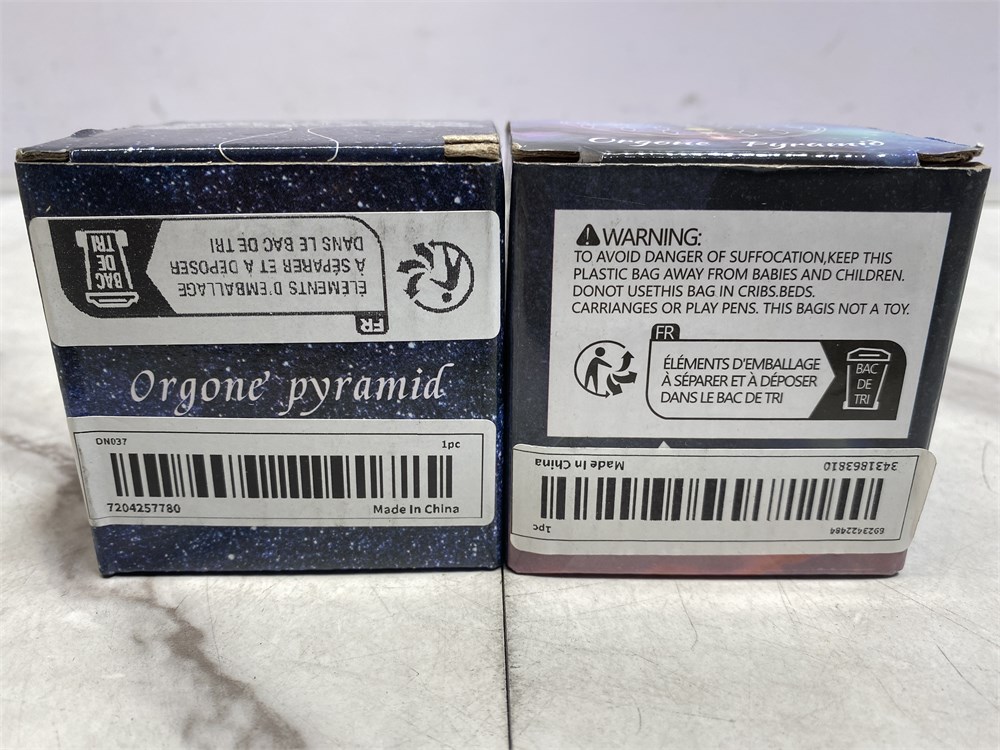 ÉLÉMENTS D'EMBALLAGE
À SÉPARER ET A DEPOSER
DANS LE BAC DE TRI
BAC
DE
TRI
FR
Orgone pyramid
DN037
1pc
7204257780
Made In China
Orgone Pyramid
WARNING:
TO AVOID DANGER OF SUFFOCATION,KEEP THIS
PLASTIC BAG AWAY FROM BABIES AND CHILDREN.
DONOT USETHIS BAG IN CRIBS.BEDS.
CARRIANGES OR PLAY PENS. THIS BAGIS NOT A TOY.
FR
ÉLÉMENTS D'EMBALLAGE
À SÉPARER ET À DÉPOSER
DANS LE BAC DE TRI
BAC
DE
TRI
6923422484
1pc
3431863810
Made In China